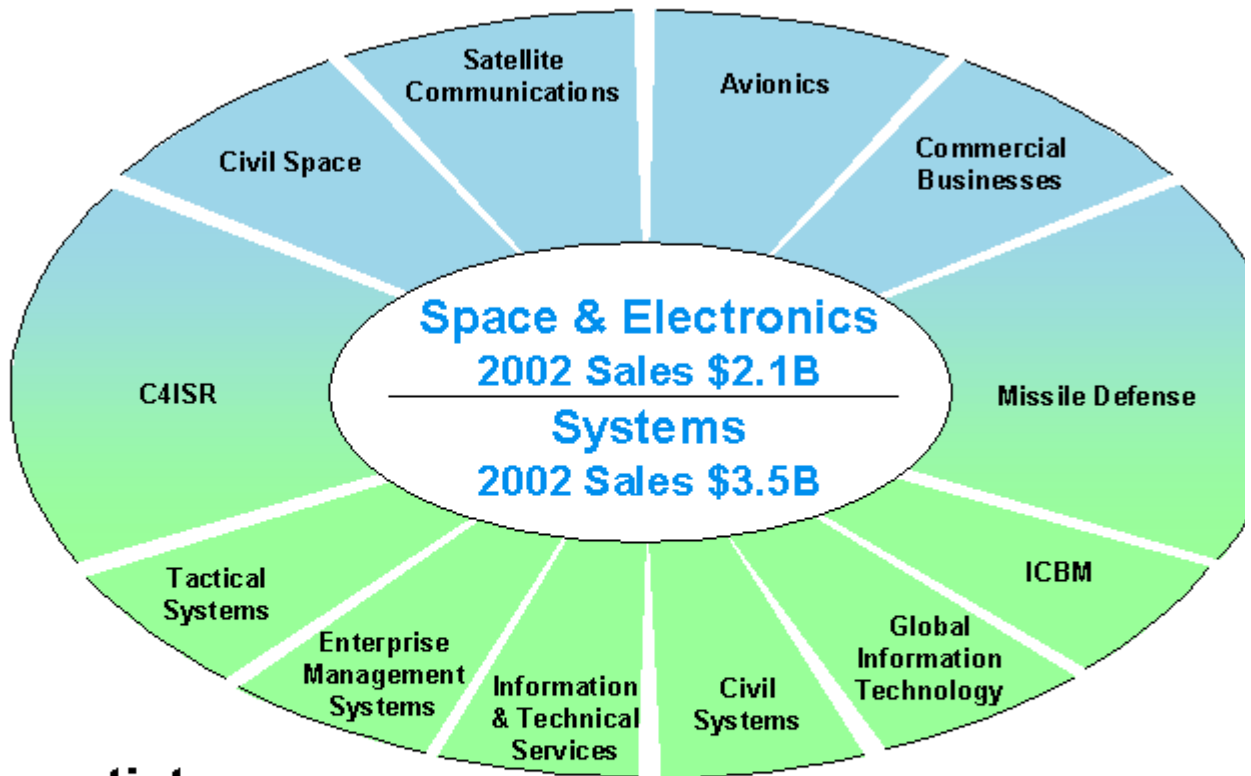 Satellite
Communications
Avionics
Civil Space
Commercial
Businesses
Space & Electronics
2002 Sales $2.1B
C4ISR
Missile Defense
Systems
2002 Sales $3.5B
Tactical
Systems
ICBM
Enterprise
Management
Systems
Information
& Technical
Services
Civil
Systems
Global
Information
Technology